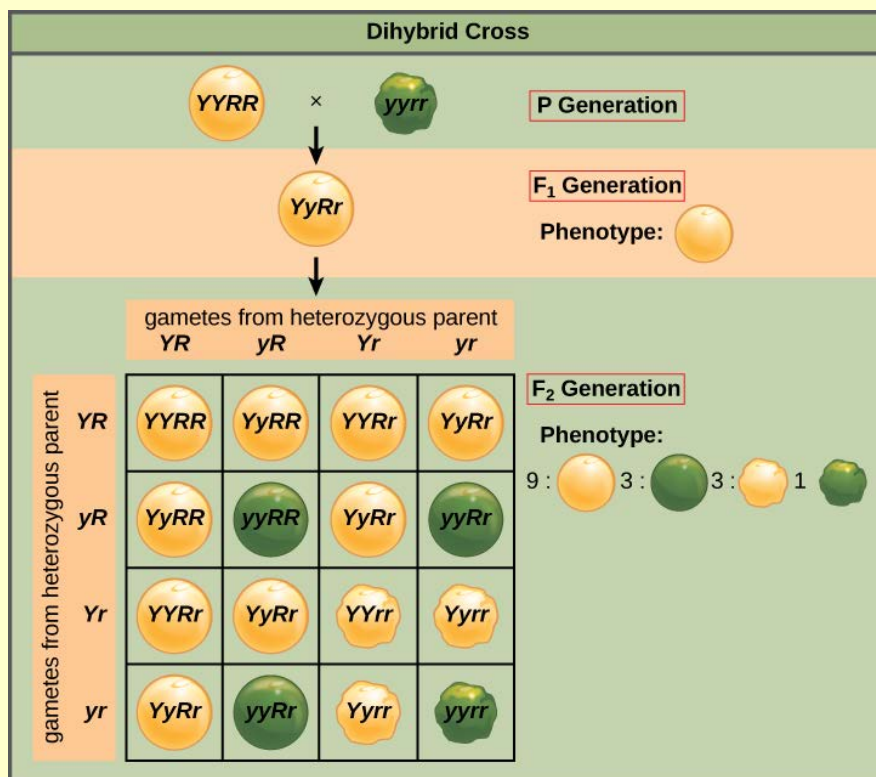 Dihybrid Cross
YYRR × yyrr P Generation
YyRr F₁ Generation
Phenotype:
gametes from heterozygous parent
YR yR Yr yr
gametes from heterozygous parent
YR YYRR YyRR YYRr YyRr
yR YyRR yyRR YyRr yyRr
Yr YYRr YyRr YYrr Yyrr
yr YyRr yyRr Yyrr yyrr
F₂ Generation
Phenotype:
9 : 3 : 3 : 1